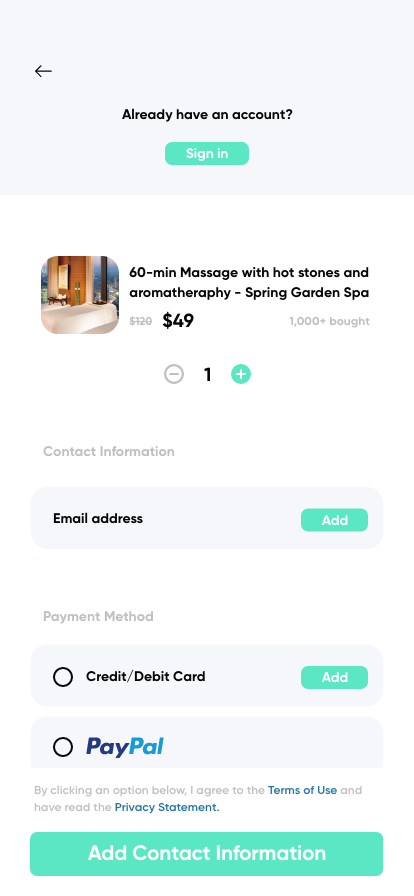 Already have an account?
Sign in
60-min Massage with hot stones and
aromatheraphy - Spring Garden Spa
$120 $49 1,000+ bought
1
Contact Information
Email address Add
Payment Method
Credit/Debit Card Add
PayPal
By clicking an option below, I agree to the Terms of Use and
have read the Privacy Statement.
Add Contact Information